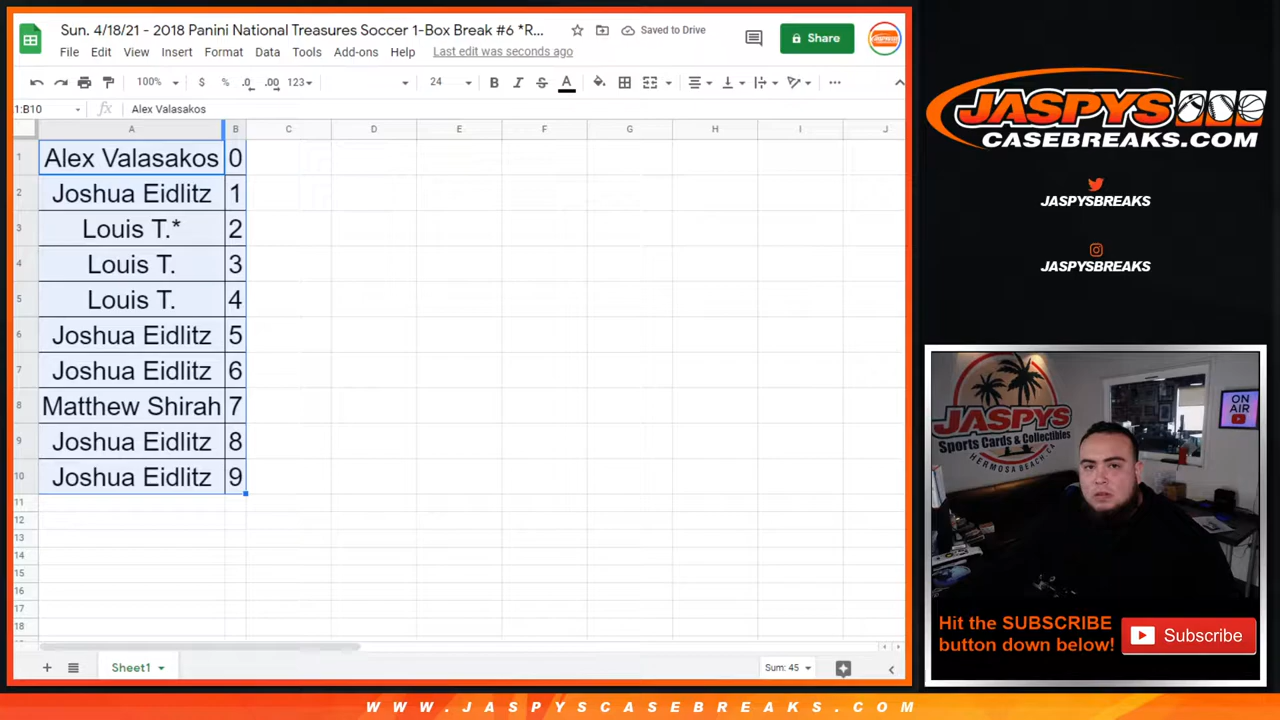 Sun. 4/18/21 - 2018 Panini National Treasures Soccer 1-Box Break #6 *R...
Saved to Drive
Share
File Edit View Insert Format Data Tools Add-ons Help Last edit was seconds ago
100% $ % .0 .00 123 24 B I S A
1:B10 fx Alex Valasakos
A B C D E F G H I J
1 Alex Valasakos 0
2 Joshua Eidlitz 1
3 Louis T.* 2
4 Louis T. 3
5 Louis T. 4
6 Joshua Eidlitz 5
7 Joshua Eidlitz 6
8 Matthew Shirah 7
9 Joshua Eidlitz 8
10 Joshua Eidlitz 9
11
12
13
14
15
16
17
18
Sheet1
Sum: 45
JASPYS
CASEBREAKS.COM
JASPYSBREAKS
JASPYSBREAKS
JASPYS
Sports Cards & Collectibles
HERMOSA BEACH, CA
ON
AIR
Hit the SUBSCRIBE
button down below!
Subscribe
WWW.JASPYSCASEBREAKS.COM